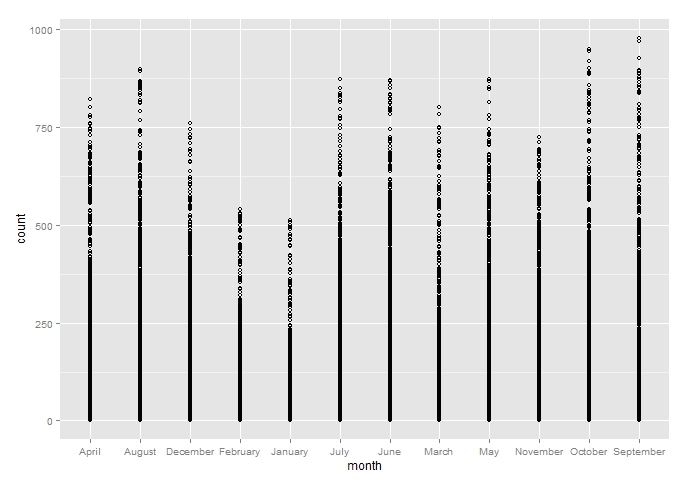 1000
750
500
250
0
count
April August December February January July June March May November October September
month